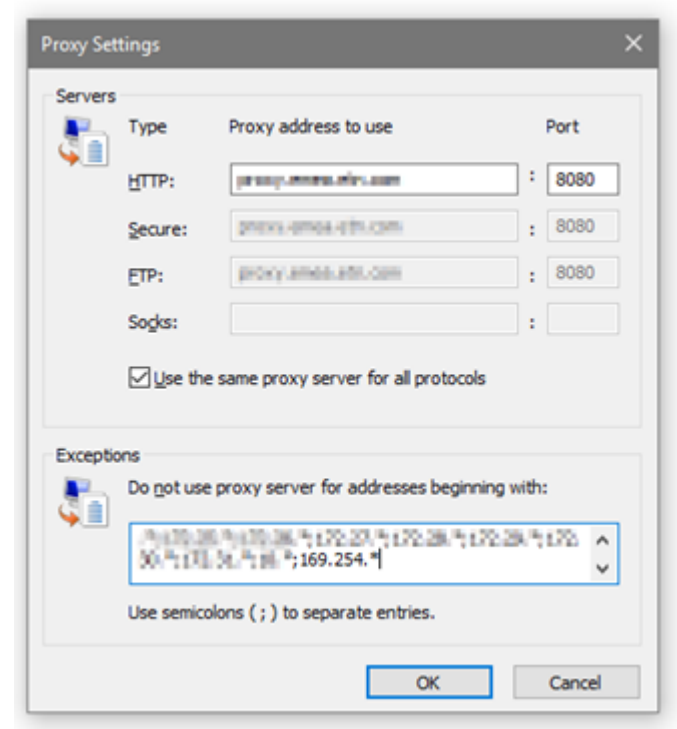 Proxy Settings
Servers
Type Proxy address to use Port
HTTP: : 8080
Secure: : 8080
FTP: : 8080
Socks: :
Use the same proxy server for all protocols
Exceptions
Do not use proxy server for addresses beginning with:
*;169.254.*
Use semicolons ( ; ) to separate entries.
OK Cancel